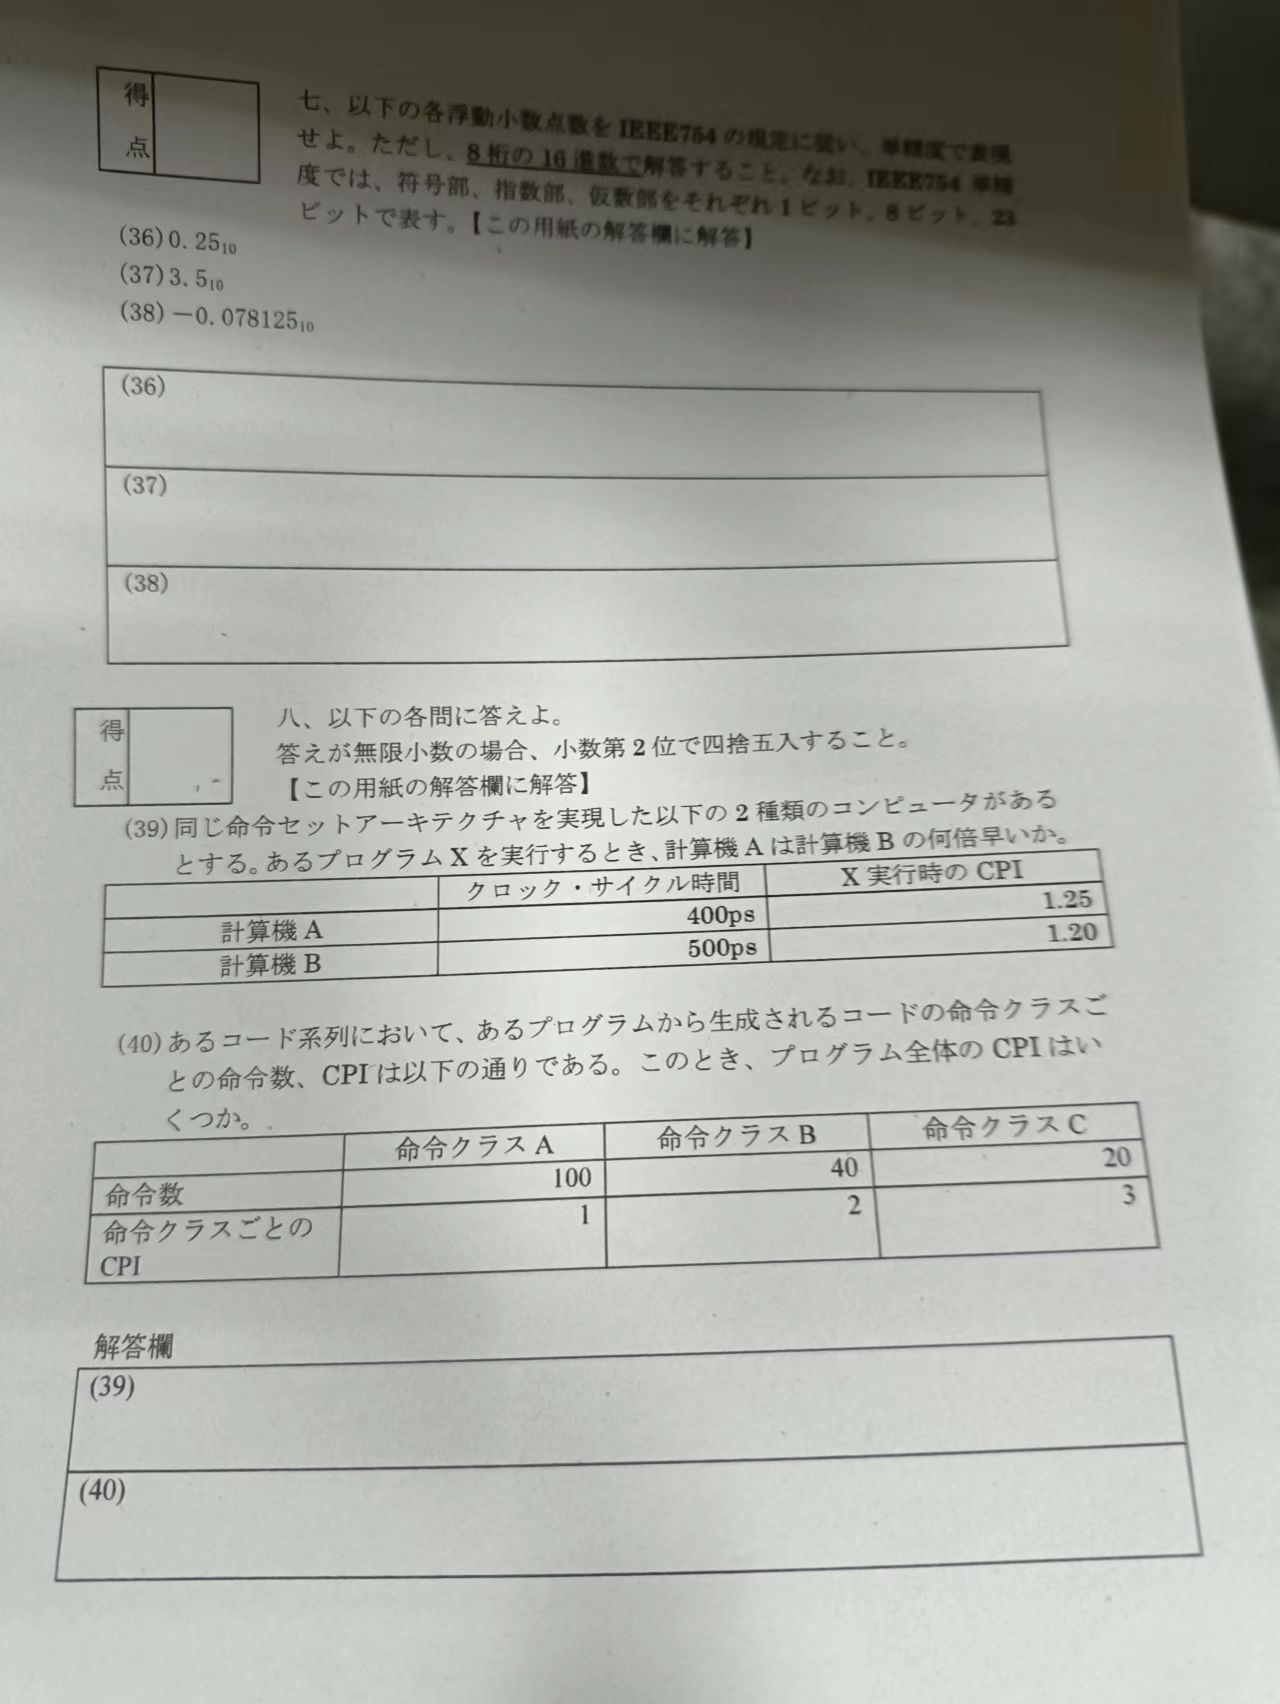 得
点
七、以下の各浮動小数点数を IEEE754 の規定に従い、単精度で表現
せよ。ただし、8 桁の 16 進数で解答すること。なお、IEEE754 単精
度では、符号部、指数部、仮数部をそれぞれ 1 ビット、8 ビット、23
ビットで表す。【この用紙の解答欄に解答】
(36) 0. 25₁₀
(37) 3. 5₁₀
(38) －0. 078125₁₀
(36)
(37)
(38)
得
点
八、以下の各問に答えよ。
答えが無限小数の場合、小数第 2 位で四捨五入すること。
【この用紙の解答欄に解答】
(39) 同じ命令セットアーキテクチャを実現した以下の 2 種類のコンピュータがある
とする。あるプログラム X を実行するとき、計算機 A は計算機 B の何倍早いか。
クロック・サイクル時間 X 実行時の CPI
計算機 A 400ps 1.25
計算機 B 500ps 1.20
(40) あるコード系列において、あるプログラムから生成されるコードの命令クラスご
との命令数、CPI は以下の通りである。このとき、プログラム全体の CPI はい
くつか。
命令クラス A 命令クラス B 命令クラス C
命令数 100 40 20
命令クラスごとの 1 2 3
CPI
解答欄
(39)
(40)